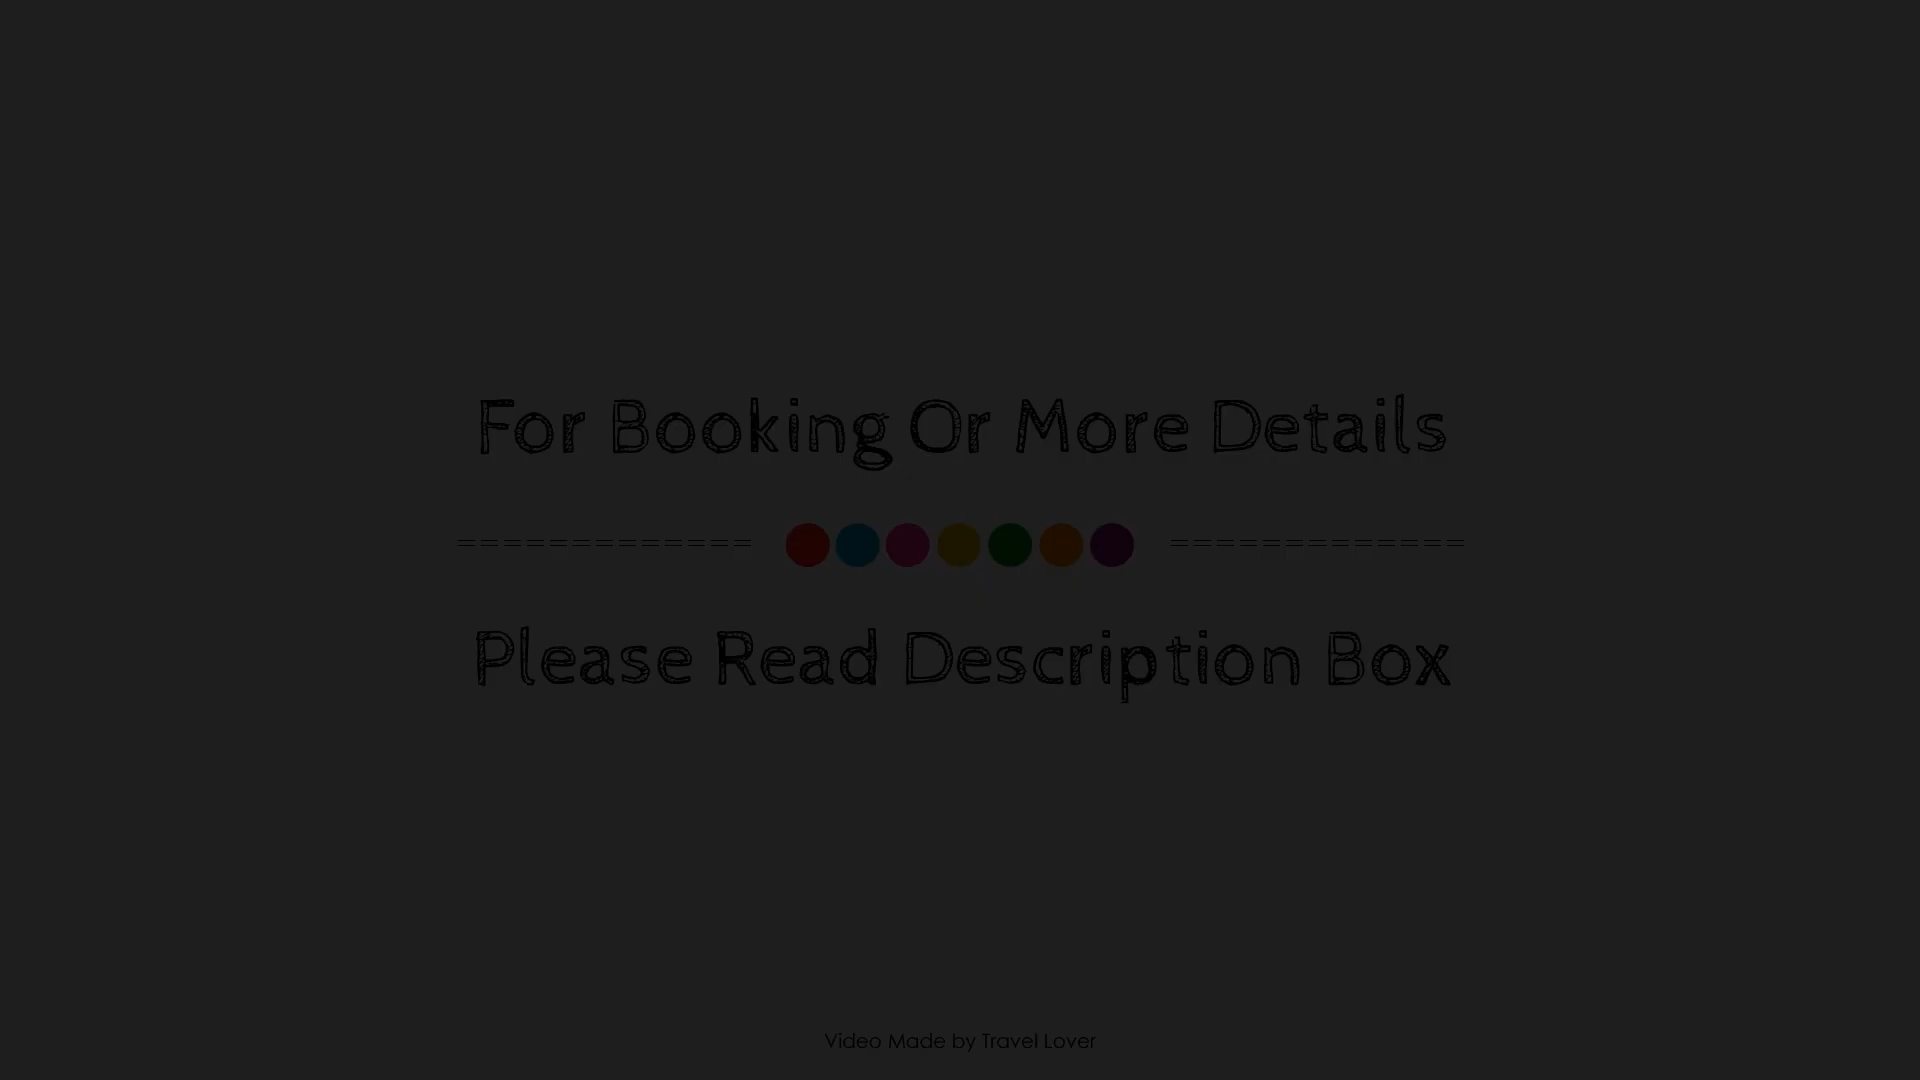 For Booking Or More Details
============= =============
Please Read Description Box
Video Made by Travel Lover